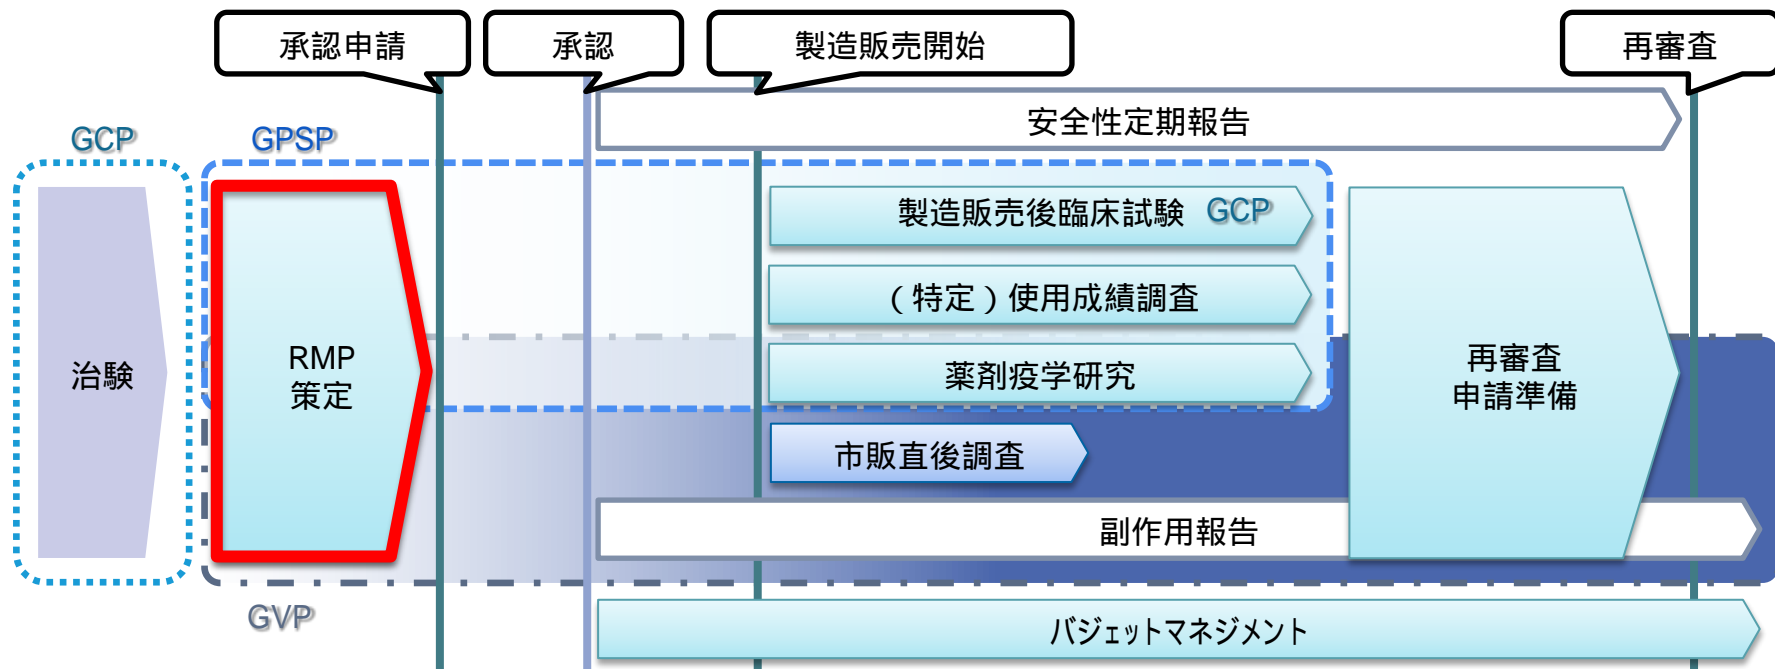 承認申請
承認
製造販売開始
再審査
安全性定期報告
GCP
GPSP
製造販売後臨床試験 GCP
（特定）使用成績調査
治験
RMP
策定
薬剤疫学研究
再審査
申請準備
市販直後調査
副作用報告
GVP
バジェットマネジメント